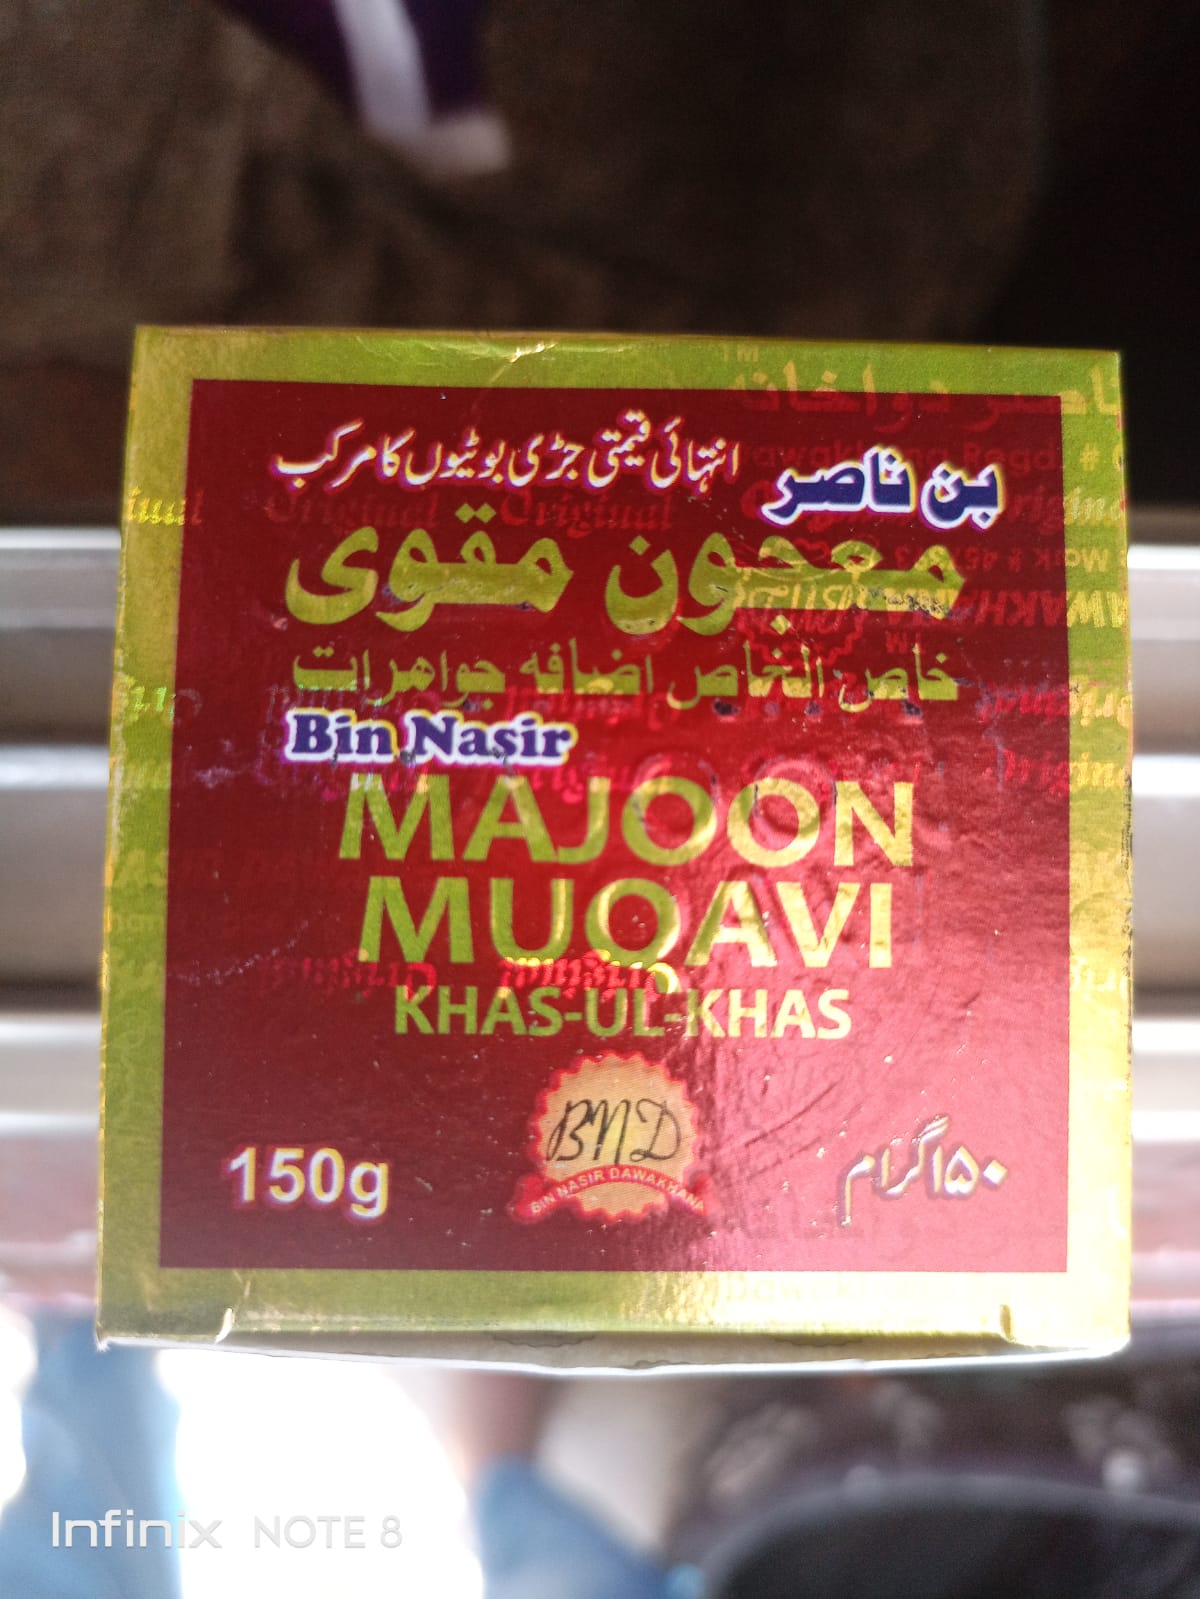 انتہائی قیمتی جڑی بوٹیوں کا مرکب
بن ناصر
معجون مقوی
خاص الخاص اضافہ جواہرات
Bin Nasir
MAJOON
MUQAVI
KHAS-UL-KHAS
BND
BIN NASIR DAWAKHANA
150g
۱۵۰گرام
Infinix NOTE 8